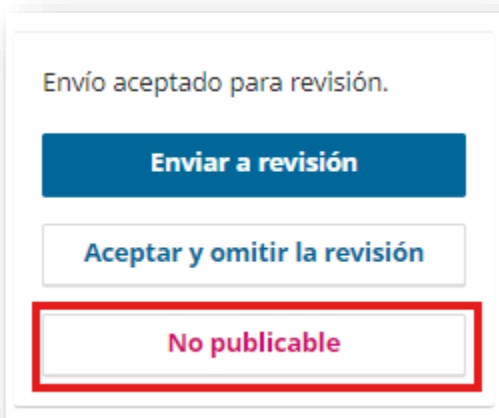 Envío aceptado para revisión.
Enviar a revisión
Aceptar y omitir la revisión
No publicable